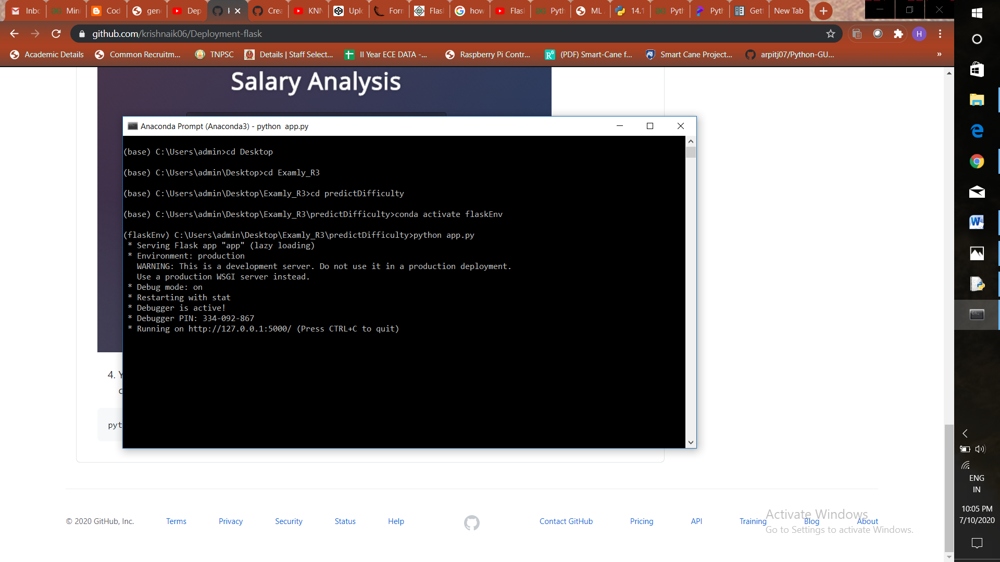 Inbc
Mini
Cod
gene
Dep
Crea
KNN
Uplo
Form
Flas
how
Flas
Pyth
ML
14.1
Pyth
Pyth
Gett
New Tab
github.com/krishnaik06/Deployment-flask
H
Academic Details
Common Recruitm...
TNPSC
Details | Staff Select...
II Year ECE DATA -...
Raspberry Pi Contr...
(PDF) Smart-Cane f...
Smart Cane Project...
arpitj07/Python-GU...
»
Salary Analysis
Anaconda Prompt (Anaconda3) - python  app.py
(base) C:\Users\admin>cd Desktop
(base) C:\Users\admin\Desktop>cd Examly_R3
(base) C:\Users\admin\Desktop\Examly_R3>cd predictDifficulty
(base) C:\Users\admin\Desktop\Examly_R3\predictDifficulty>conda activate flaskEnv
(flaskEnv) C:\Users\admin\Desktop\Examly_R3\predictDifficulty>python app.py
* Serving Flask app "app" (lazy loading)
* Environment: production
WARNING: This is a development server. Do not use it in a production deployment.
Use a production WSGI server instead.
* Debug mode: on
* Restarting with stat
* Debugger is active!
* Debugger PIN: 334-092-867
* Running on http://127.0.0.1:5000/ (Press CTRL+C to quit)
4. Y
c
pyt
© 2020 GitHub, Inc.
Terms
Privacy
Security
Status
Help
Contact GitHub
Pricing
API
Training
Blog
About
Activate Windows
Go to Settings to activate Windows.
ENG
IN
10:05 PM
7/10/2020